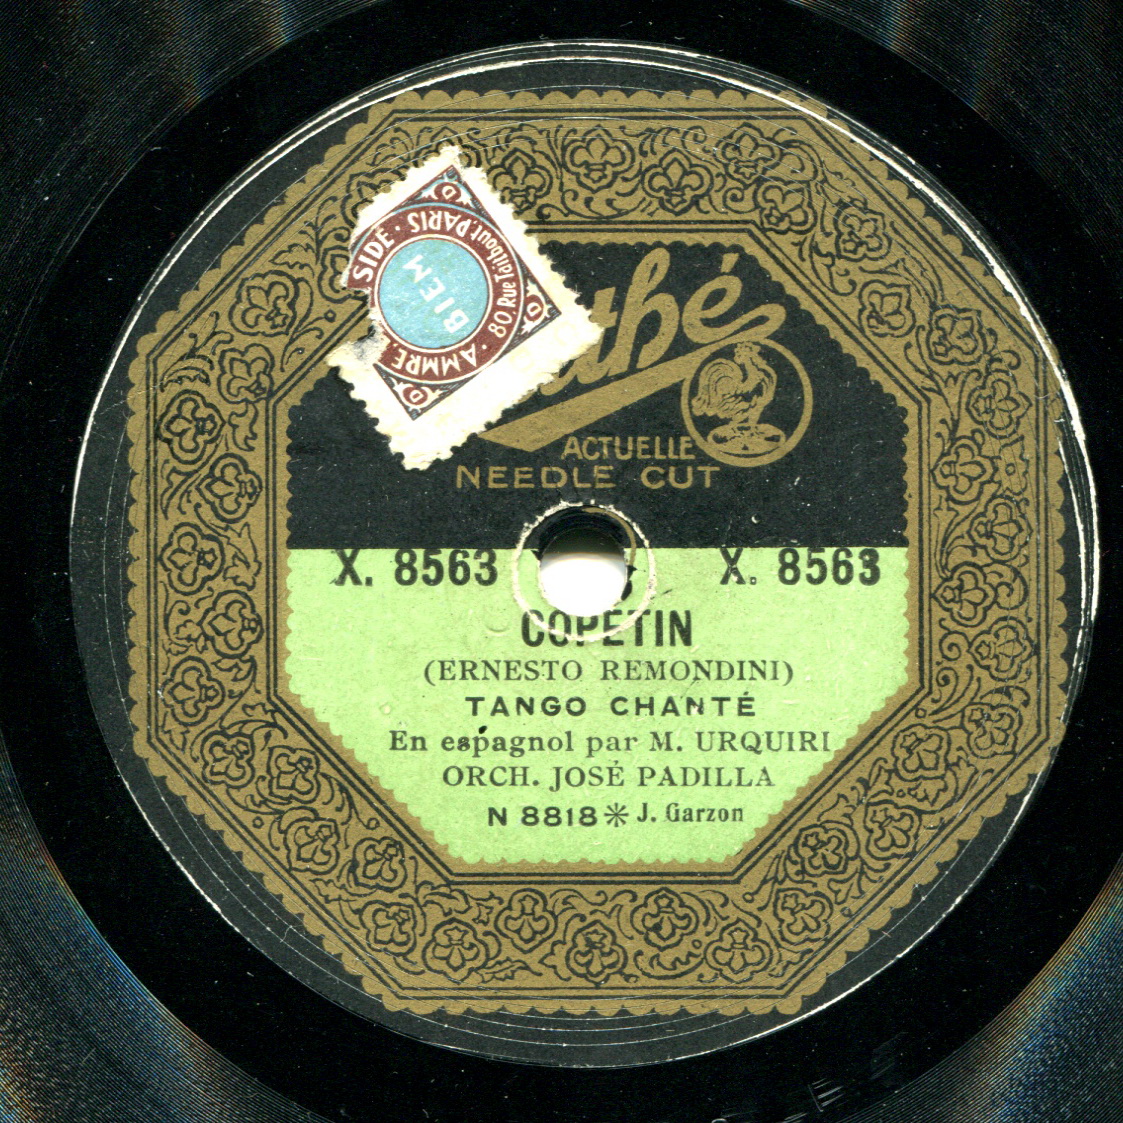 SIDE · PARIS
80, Rue Taitbout.
AMMRE.
BIEM
D
D
D
D
thé
ACTUELLE
NEEDLE CUT
X. 8563 X. 8563
COPETIN
(ERNESTO REMONDINI)
TANGO CHANTÉ
En espagnol par M. URQUIRI
ORCH. JOSÉ PADILLA
N 8818 ✳ J. Garzon